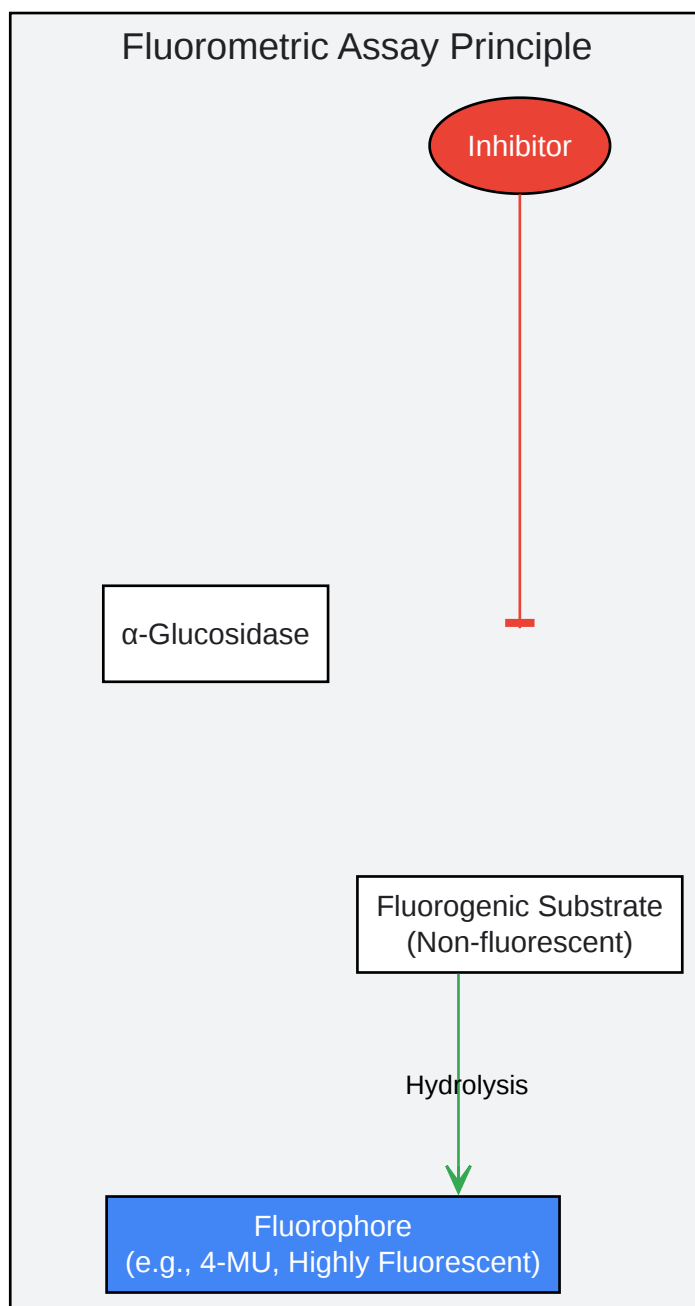 Fluorometric Assay Principle
Inhibitor
α-Glucosidase
Fluorogenic Substrate
(Non-fluorescent)
Hydrolysis
Fluorophore
(e.g., 4-MU, Highly Fluorescent)